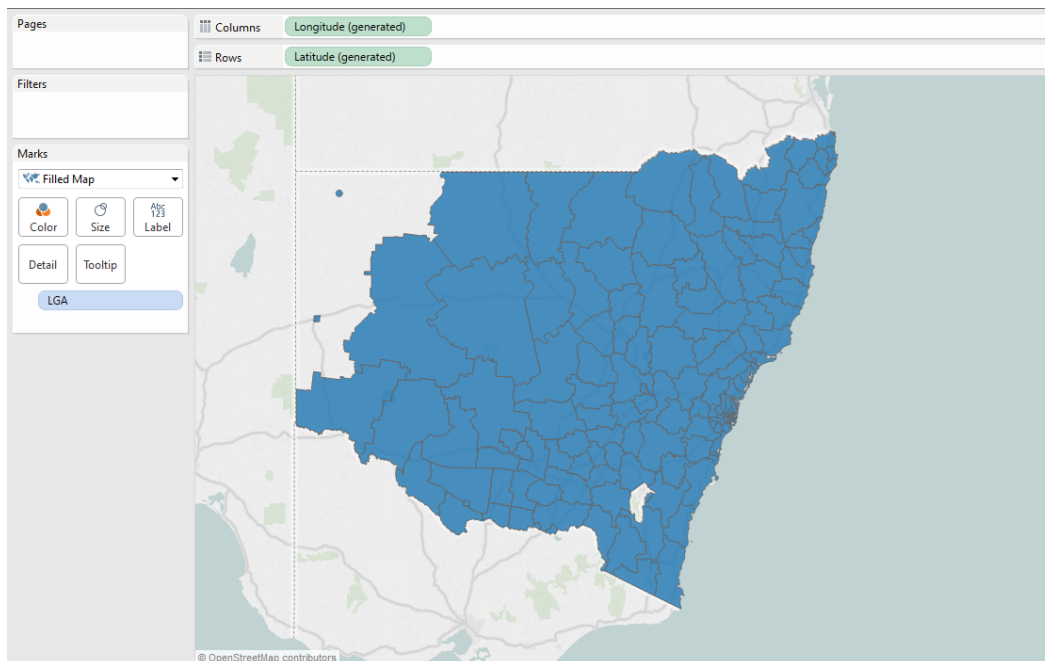 Pages
Columns
Longitude (generated)
Rows
Latitude (generated)
Filters
Marks
Filled Map
Color
Size
Abc
123
Label
Detail
Tooltip
LGA
© OpenStreetMap contributors